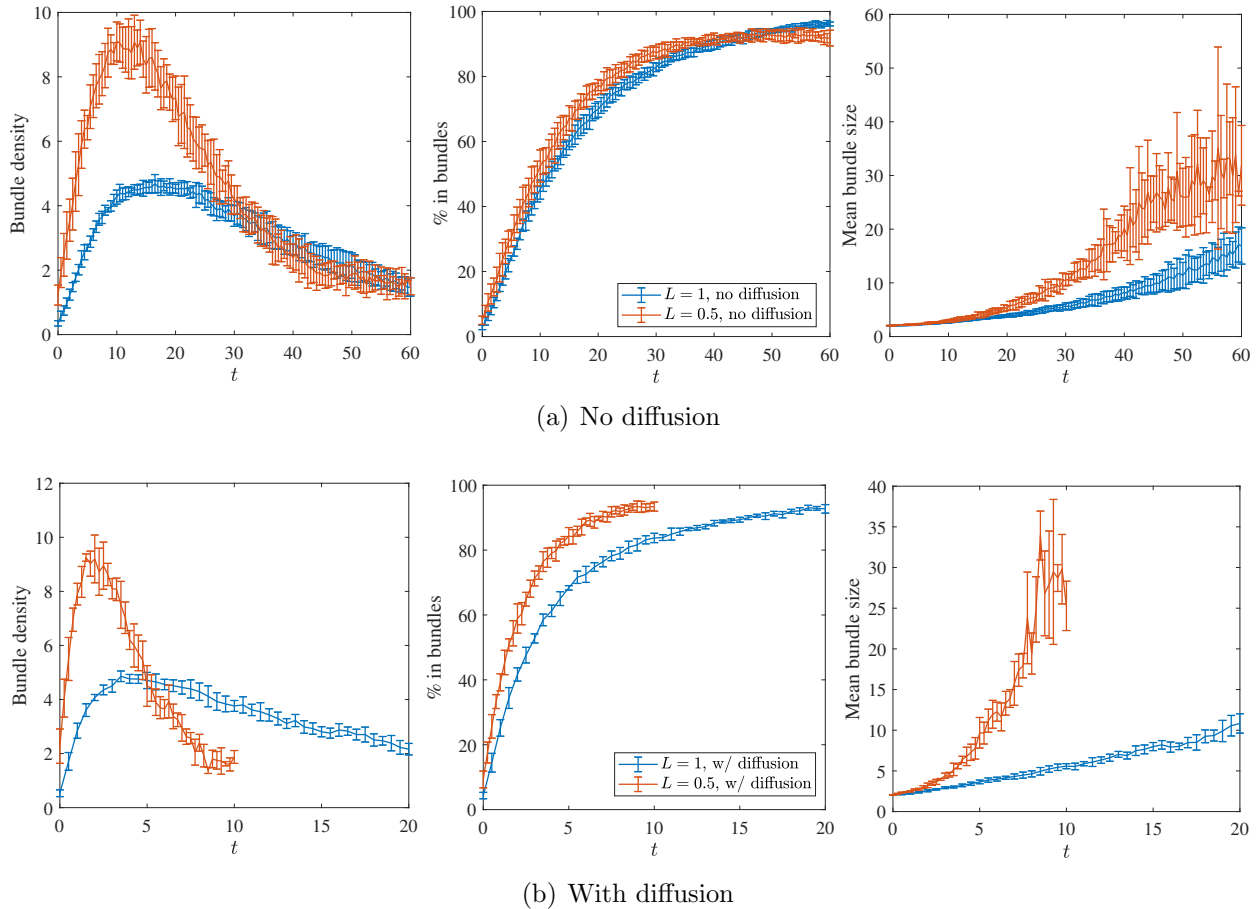 Bundle density
10
8
6
4
2
0
0 10 20 30 40 50 60
t
% in bundles
100
80
60
40
20
0
L = 1, no diffusion
L = 0.5, no diffusion
0 10 20 30 40 50 60
t
Mean bundle size
60
50
40
30
20
10
0
0 10 20 30 40 50 60
t
(a) No diffusion
Bundle density
12
10
8
6
4
2
0
0 5 10 15 20
t
% in bundles
100
80
60
40
20
0
L = 1, w/ diffusion
L = 0.5, w/ diffusion
0 5 10 15 20
t
Mean bundle size
40
35
30
25
20
15
10
5
0
0 5 10 15 20
t
(b) With diffusion